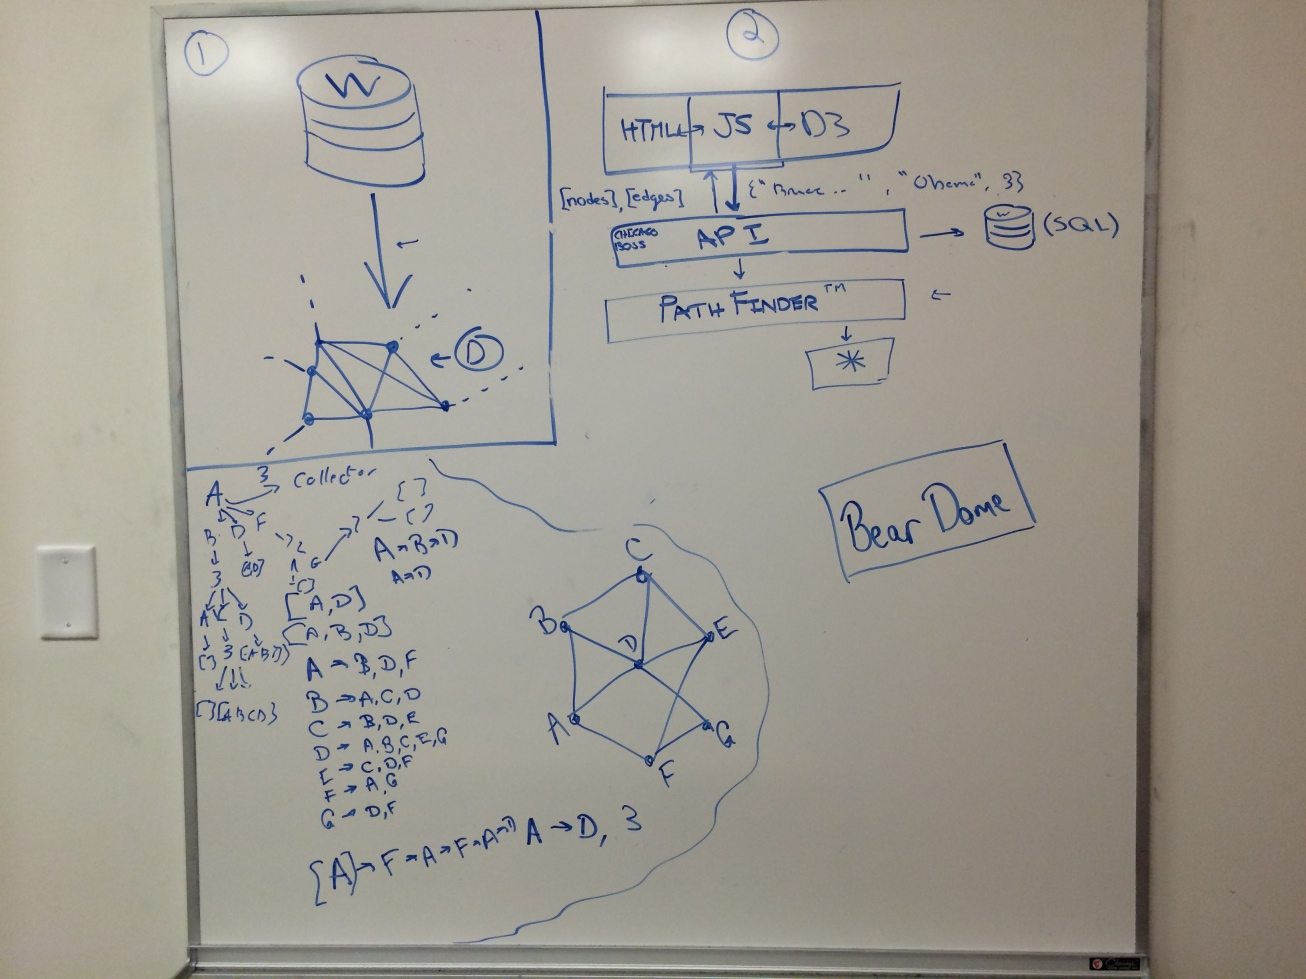 1
W
D
2
HTML ↔ JS ↔ D3
[nodes], [edges]
, "Obama", 3}
CHICAGO
BOSS
API
W
(SQL)
PATH FINDER™
*
Bear Dome
3
Collector
A
B D F
A → B → D
A → D
[A, D]
[A, B, D]
A → B, D, F
B → A, C, D
C → B, D, E
D → A, B, C, E, G
E → C, D, F
F → A, G
G → D, F
[A] → F → A → F → A → D
A → D, 3
[] [ABCD]
C
B
E
D
A
G
F